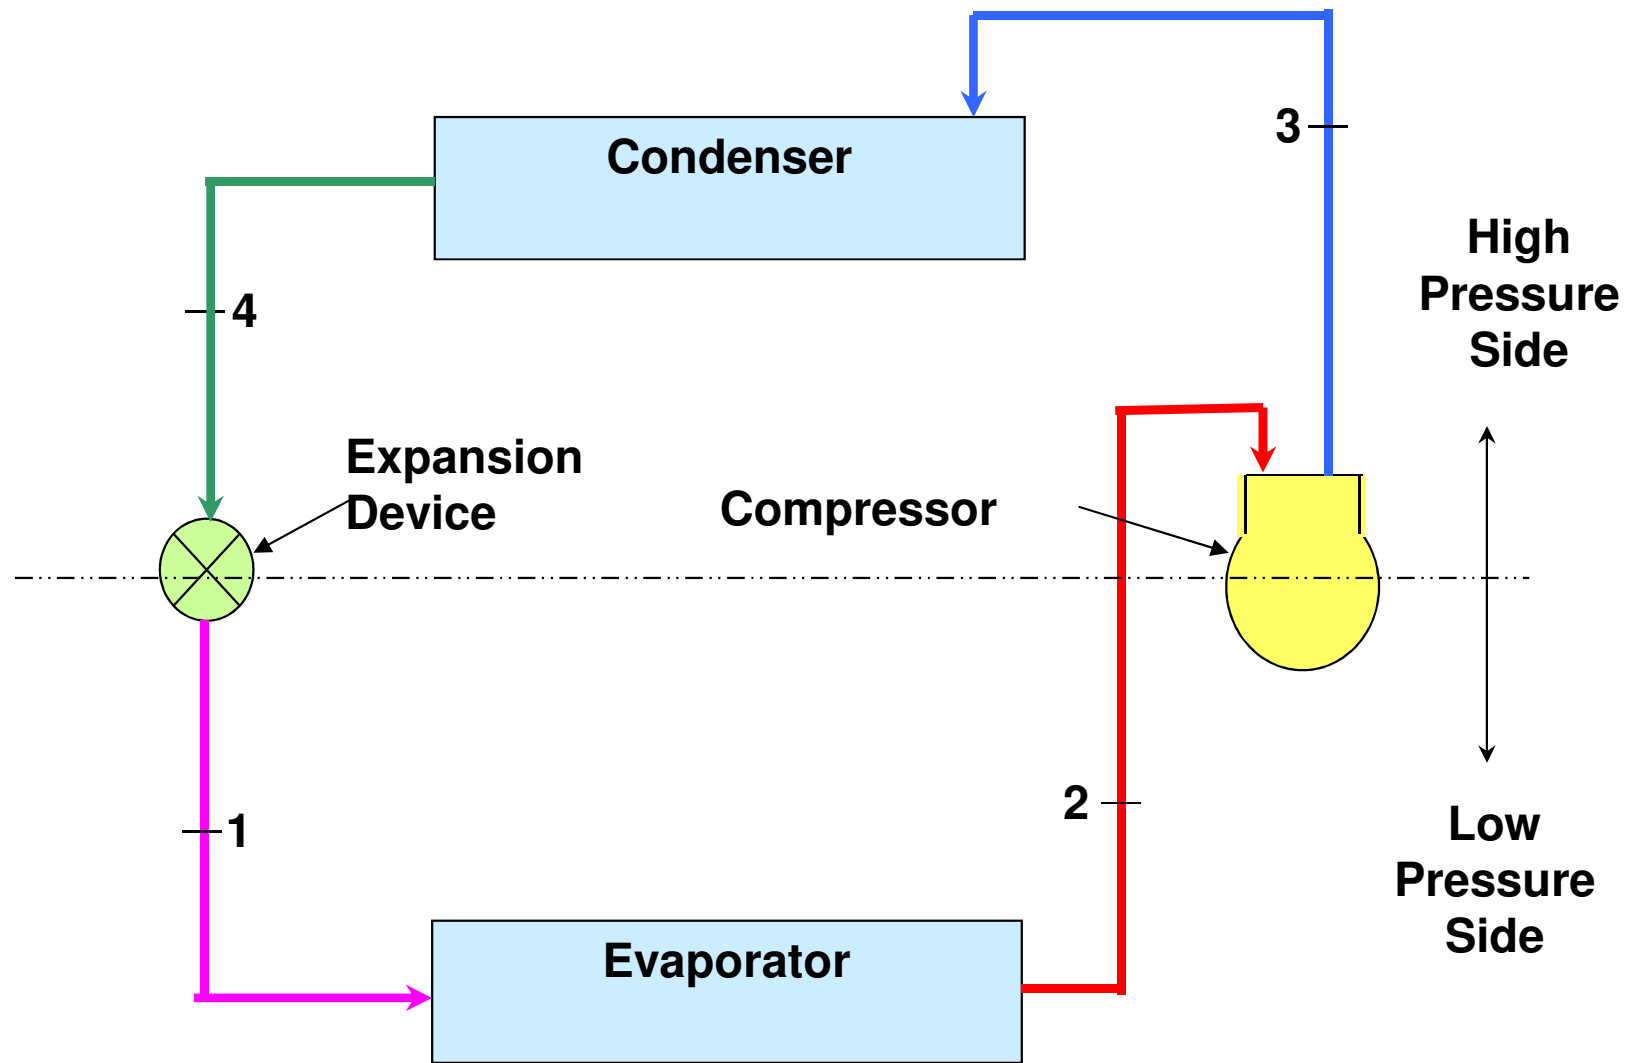 Condenser
3
High
Pressure
Side
4
Expansion
Device
Compressor
1
2
Low
Pressure
Side
Evaporator